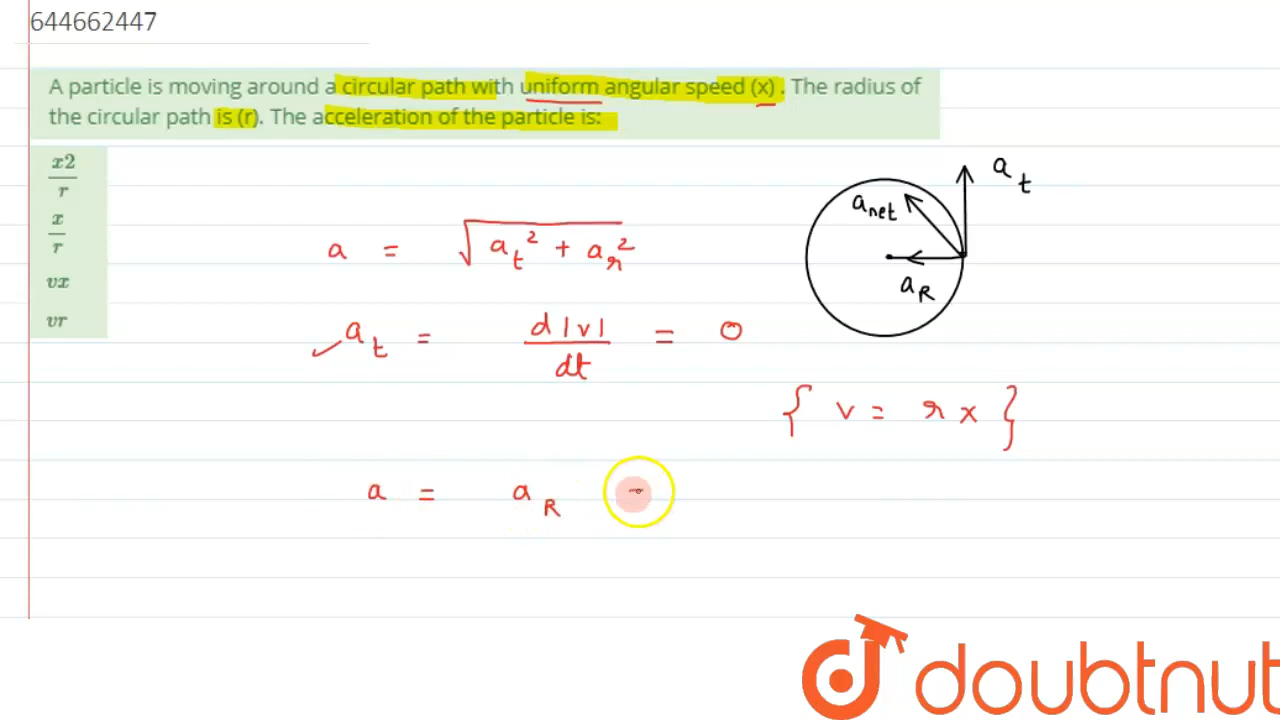 644662447
A particle is moving around a circular path with uniform angular speed (x) . The radius of
the circular path is (r). The acceleration of the particle is:
x2/r
x/r
vx
vr
a = √(a_t² + a_r²)
a_t = d|v|/dt = 0
a_t
a_net
a_R
{ v = r x }
a = a_R =
doubtnut